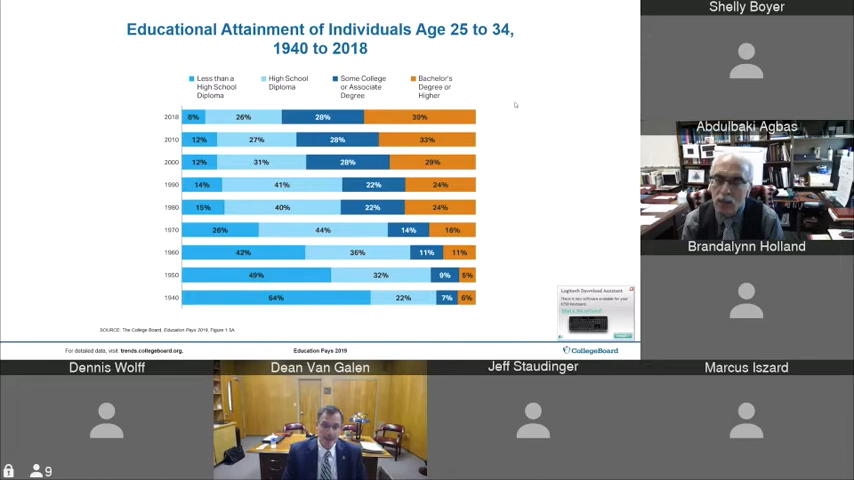 Educational Attainment of Individuals Age 25 to 34,
1940 to 2018
Less than a
High School
Diploma
High School
Diploma
Some College
or Associate
Degree
Bachelor's
Degree or
Higher
2018 8% 26% 28% 39%
2010 12% 27% 28% 33%
2000 12% 31% 28% 29%
1990 14% 41% 22% 24%
1980 15% 40% 22% 24%
1970 26% 44% 14% 16%
1960 42% 36% 11% 11%
1950 49% 32% 9% 5%
1940 64% 22% 7% 6%
SOURCE: The College Board, Education Pays 2019, Figure 1.5A
For detailed data, visit trends.collegeboard.org.
Education Pays 2019
CollegeBoard
Logitech Download Assistant
Shelly Boyer
Abdulbaki Agbas
Brandalynn Holland
Dennis Wolff
Dean Van Galen
Jeff Staudinger
Marcus Iszard
9